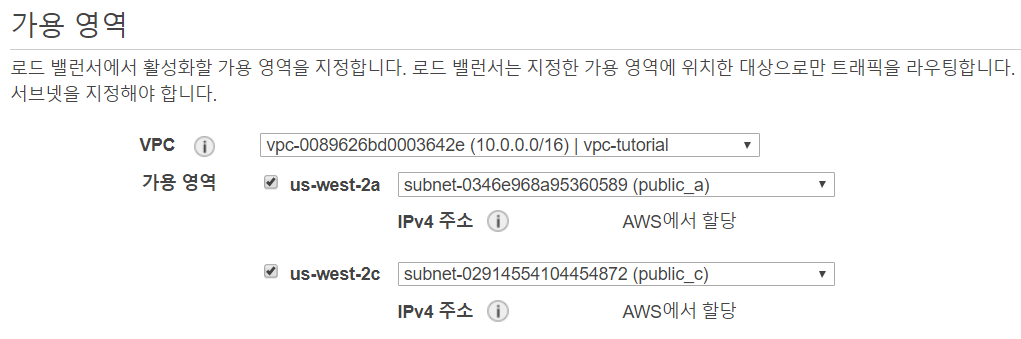 가용 영역
로드 밸런서에서 활성화할 가용 영역을 지정합니다. 로드 밸런서는 지정한 가용 영역에 위치한 대상으로만 트래픽을 라우팅합니다.
서브넷을 지정해야 합니다.
VPC i vpc-0089626bd0003642e (10.0.0.0/16) | vpc-tutorial
가용 영역 us-west-2a subnet-0346e968a95360589 (public_a)
IPv4 주소 i AWS에서 할당
us-west-2c subnet-02914554104454872 (public_c)
IPv4 주소 i AWS에서 할당